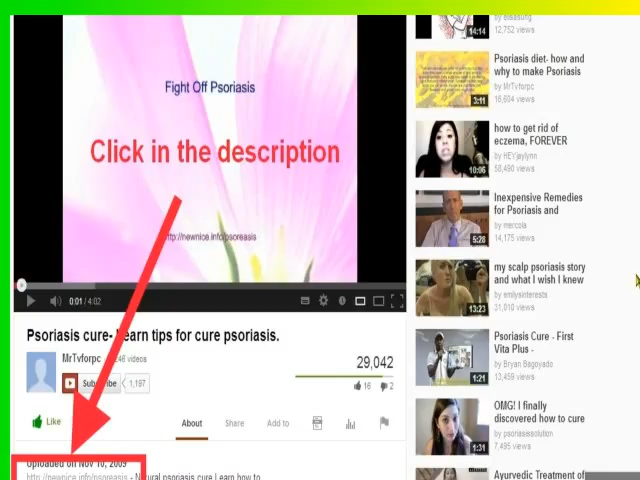 Fight Off Psoriasis
Click in the description
http://newnice.info/psoreasis
0:01 / 4:02
Psoriasis cure- Learn tips for cure psoriasis.
MrTvforpc
246 videos
Subscribe
1,197
29,042
16
2
Like
About
Share
Add to
Uploaded on Nov 10, 2009
http://newnice.info/psoreasis - Natural psoriasis cure Learn how to
14:14
12,752 views
3:11
Psoriasis diet- how and
why to make Psoriasis
by MrTvforpc
16,604 views
10:06
how to get rid of
eczema, FOREVER
by HEYjaylynn
58,490 views
5:28
Inexpensive Remedies
for Psoriasis and
by mercola
14,175 views
13:23
my scalp psoriasis story
and what I wish I knew
by emilysinterests
31,010 views
1:21
Psoriasis Cure - First
Vita Plus -
by Bryan Bagoyado
13,459 views
1:31
OMG! I finally
discovered how to cure
by psoriasisolution
7,495 views
Ayurvedic Treatment of